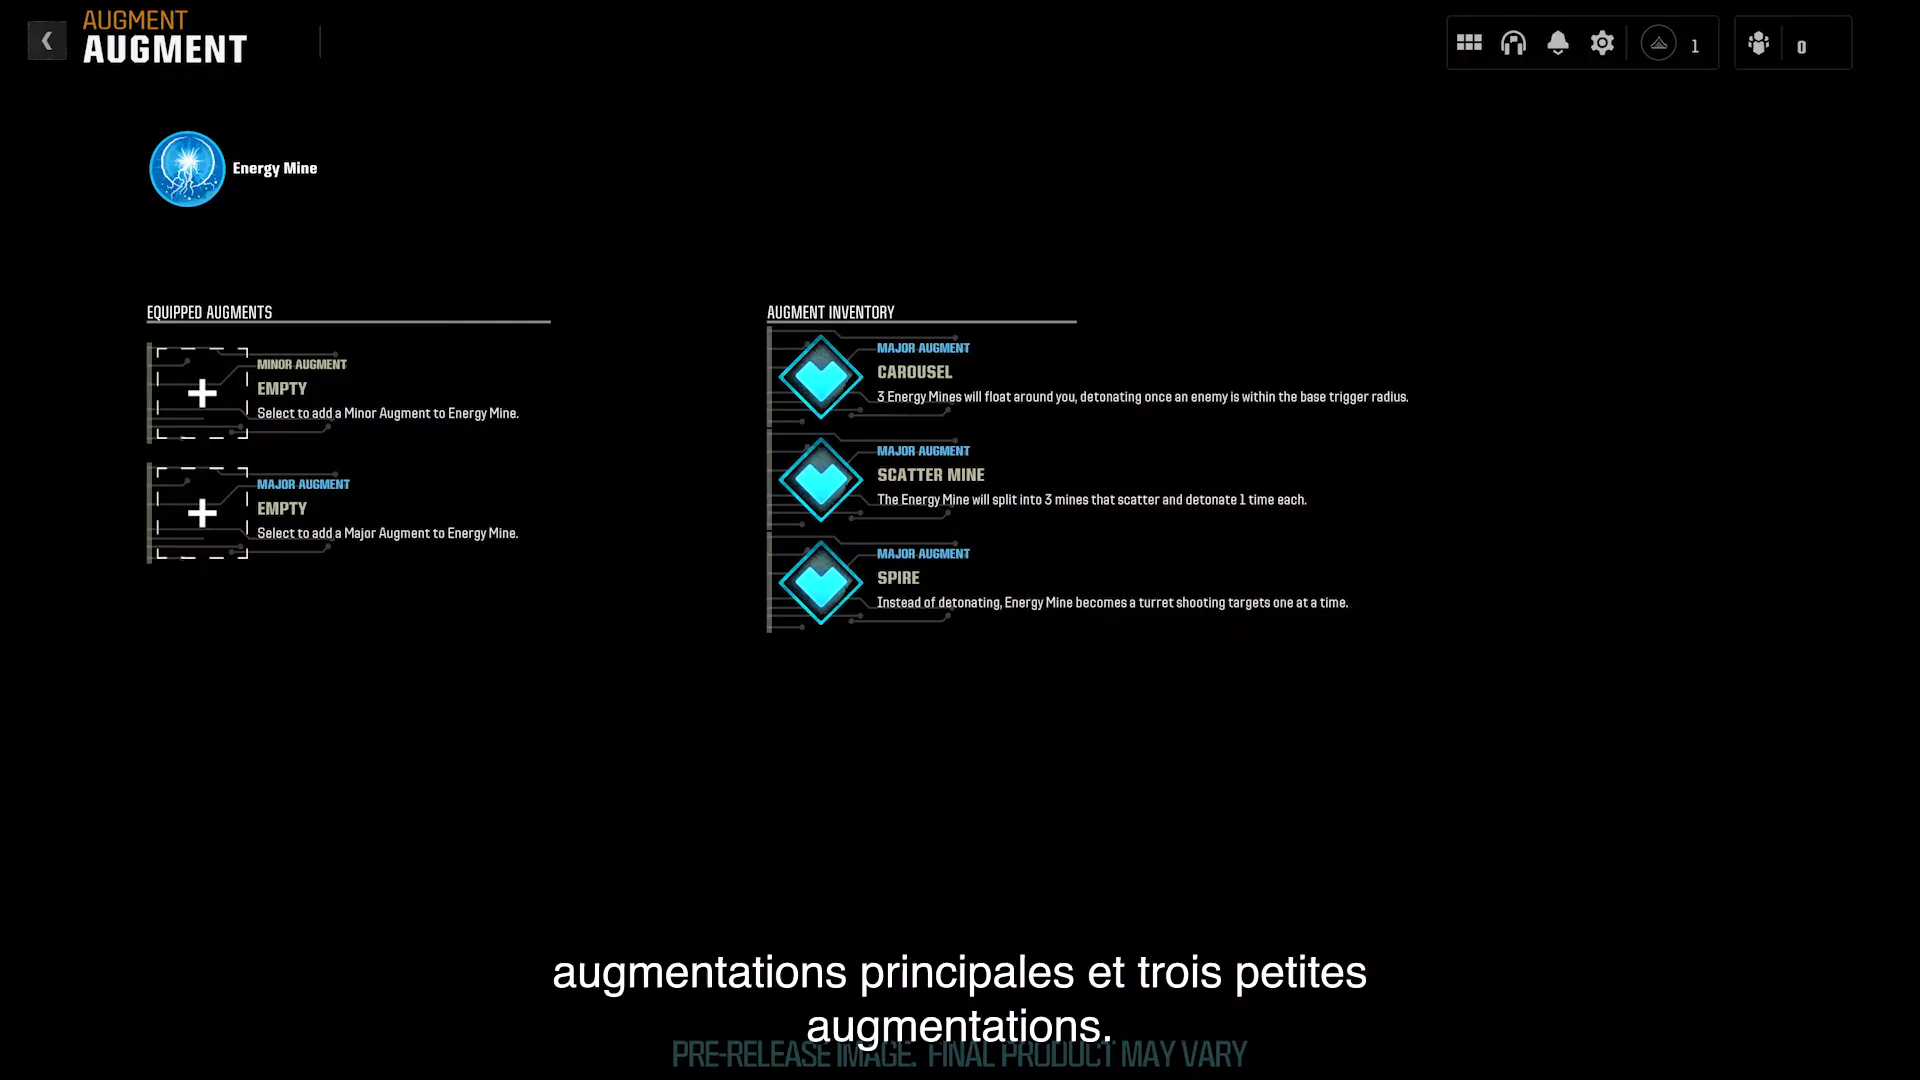 AUGMENT
AUGMENT
1
0
Energy Mine
EQUIPPED AUGMENTS
MINOR AUGMENT
EMPTY
Select to add a Minor Augment to Energy Mine.
MAJOR AUGMENT
EMPTY
Select to add a Major Augment to Energy Mine.
AUGMENT INVENTORY
MAJOR AUGMENT
CAROUSEL
3 Energy Mines will float around you, detonating once an enemy is within the base trigger radius.
MAJOR AUGMENT
SCATTER MINE
The Energy Mine will split into 3 mines that scatter and detonate 1 time each.
MAJOR AUGMENT
SPIRE
Instead of detonating, Energy Mine becomes a turret shooting targets one at a time.
augmentations principales et trois petites
augmentations.
PRE-RELEASE IMAGE. FINAL PRODUCT MAY VARY